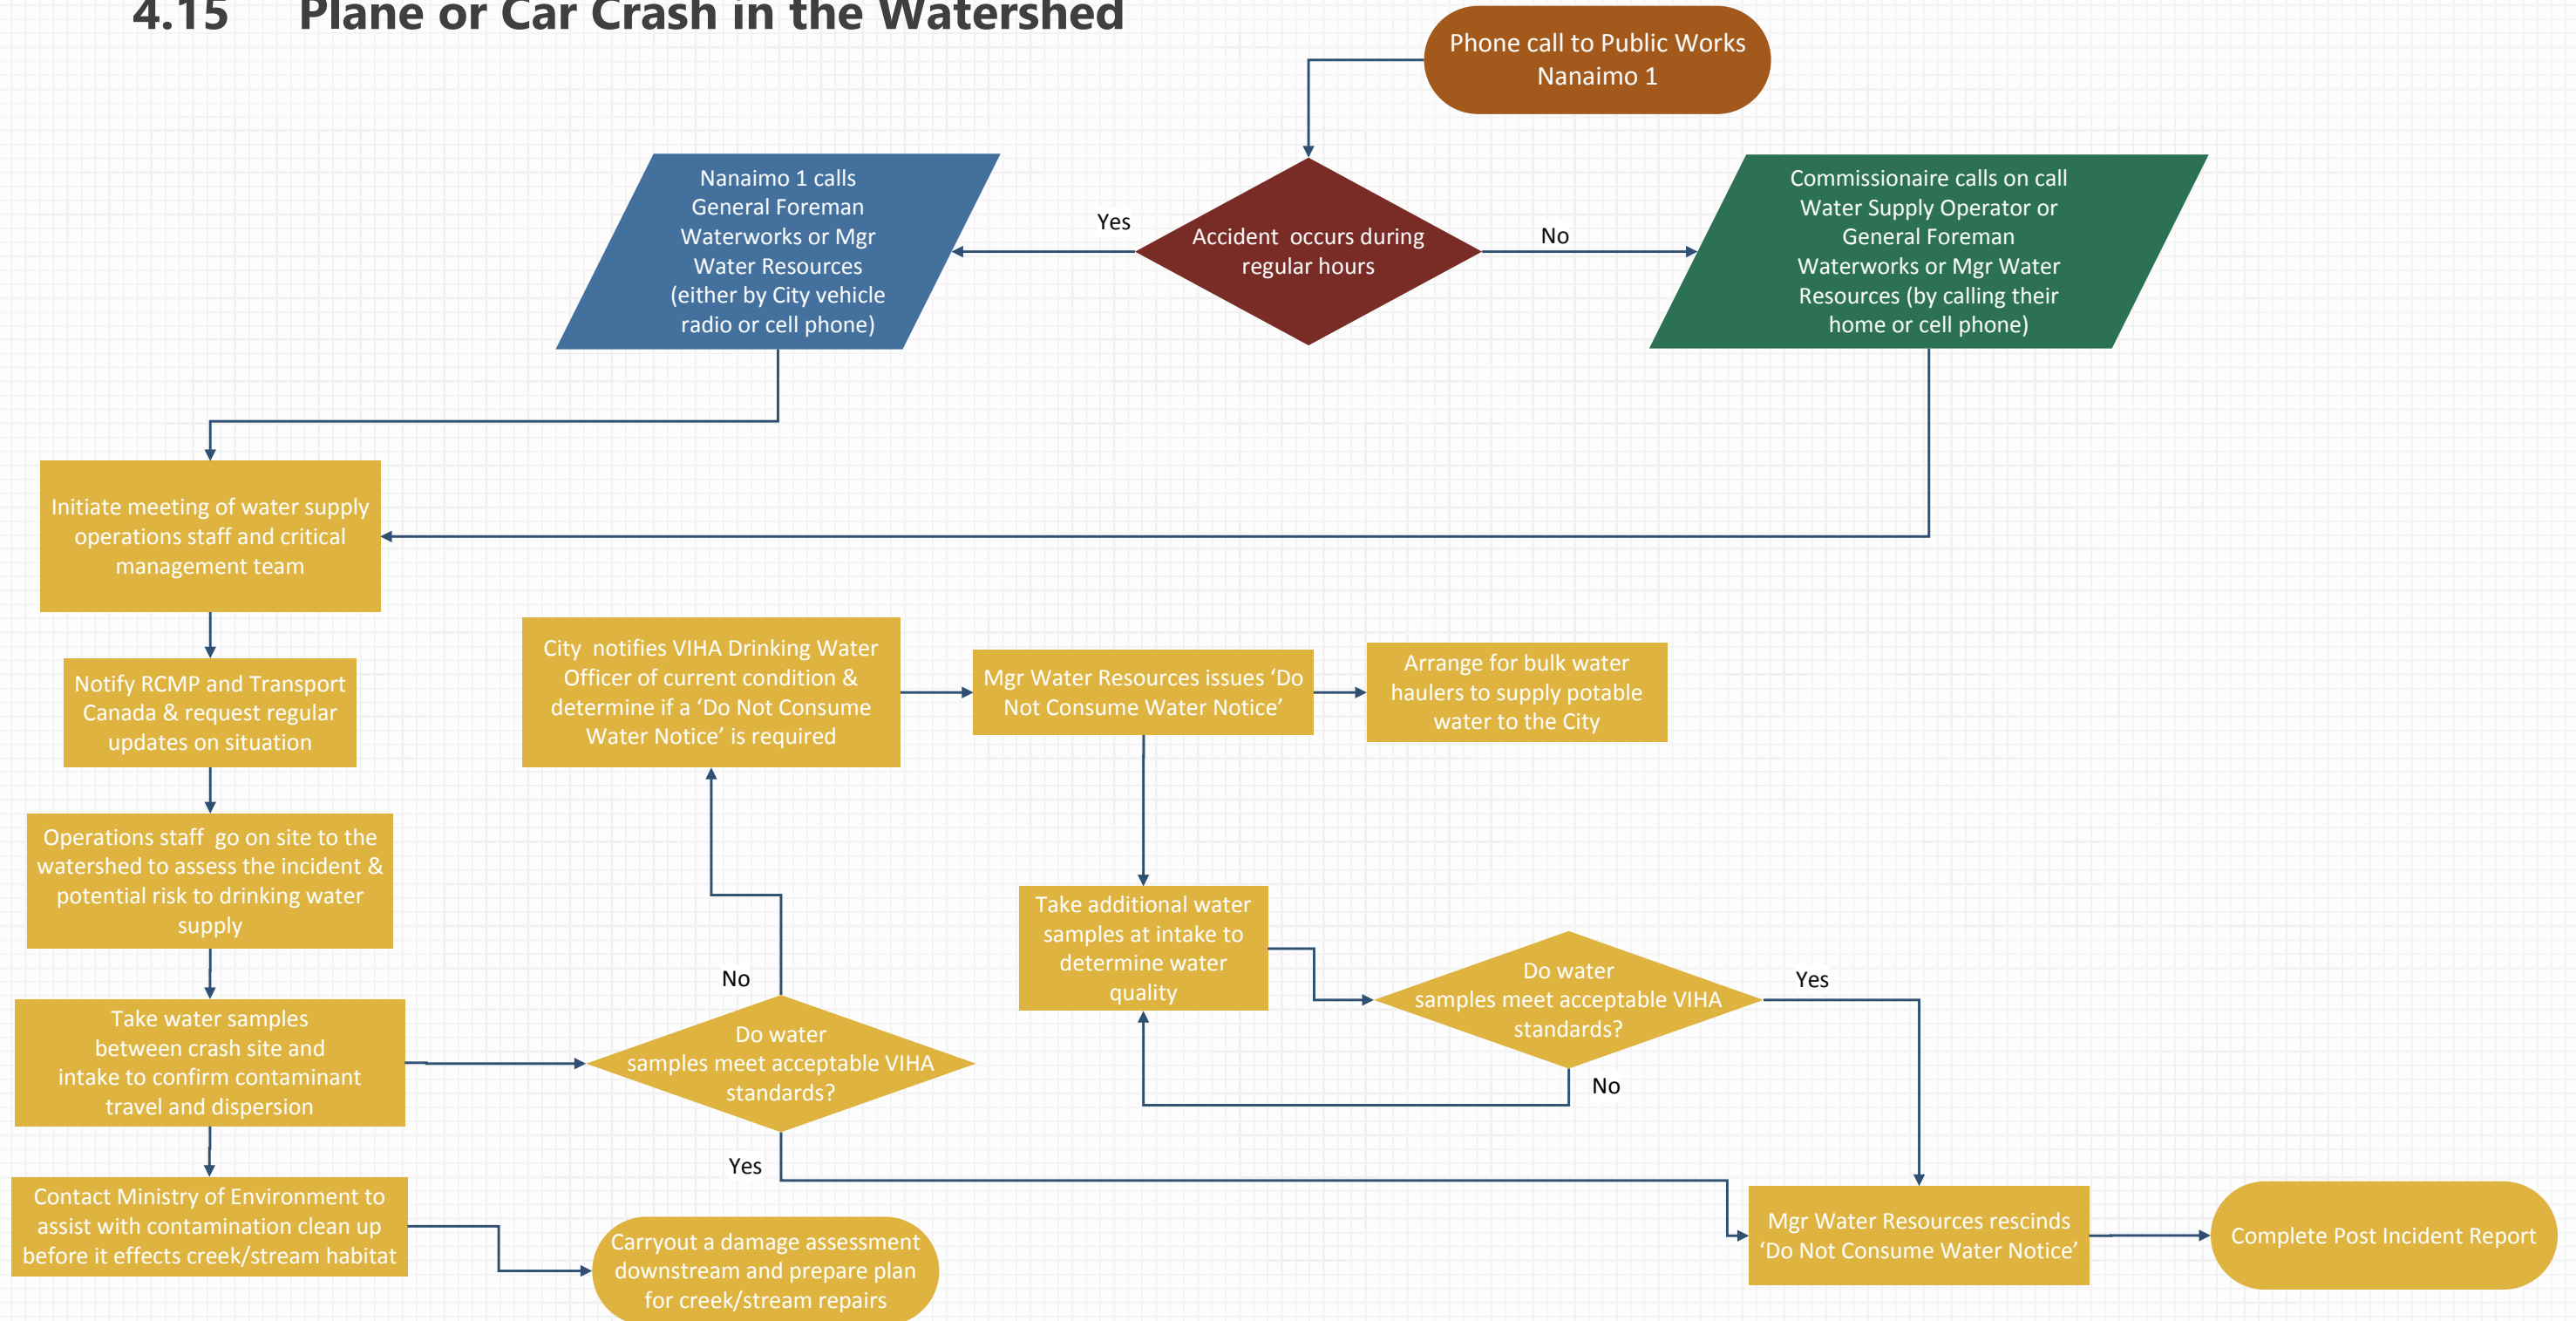 4.15 Plane or Car Crash in the Watershed
Phone call to Public Works
Nanaimo 1
Nanaimo 1 calls
General Foreman
Waterworks or Mgr
Water Resources
(either by City vehicle
radio or cell phone)
Yes
Accident occurs during
regular hours
No
Commissionaire calls on call
Water Supply Operator or
General Foreman
Waterworks or Mgr Water
Resources (by calling their
home or cell phone)
Initiate meeting of water supply
operations staff and critical
management team
Notify RCMP and Transport
Canada & request regular
updates on situation
Operations staff go on site to the
watershed to assess the incident &
potential risk to drinking water
supply
Take water samples
between crash site and
intake to confirm contaminant
travel and dispersion
Contact Ministry of Environment to
assist with contamination clean up
before it effects creek/stream habitat
Carryout a damage assessment
downstream and prepare plan
for creek/stream repairs
City notifies VIHA Drinking Water
Officer of current condition &
determine if a ‘Do Not Consume
Water Notice’ is required
No
Do water
samples meet acceptable VIHA
standards?
Yes
Mgr Water Resources issues ‘Do
Not Consume Water Notice’
Arrange for bulk water
haulers to supply potable
water to the City
Take additional water
samples at intake to
determine water
quality
Do water
samples meet acceptable VIHA
standards?
Yes
No
Mgr Water Resources rescinds
‘Do Not Consume Water Notice’
Complete Post Incident Report